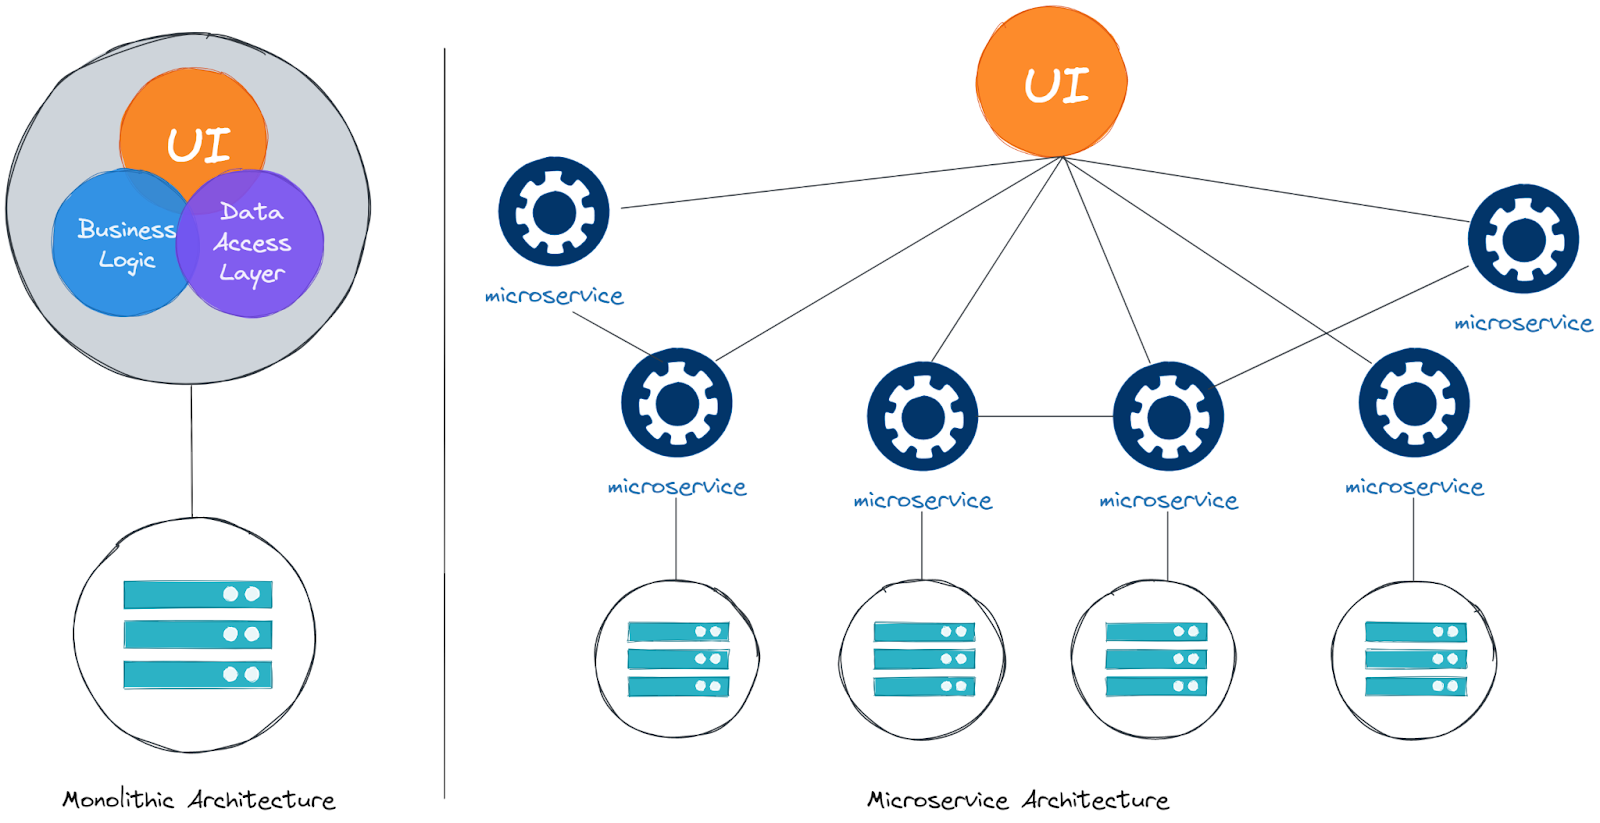 UI
Business
Logic
Data
Access
Layer
Monolithic Architecture
UI
microservice
microservice
microservice
microservice
microservice
microservice
Microservice Architecture